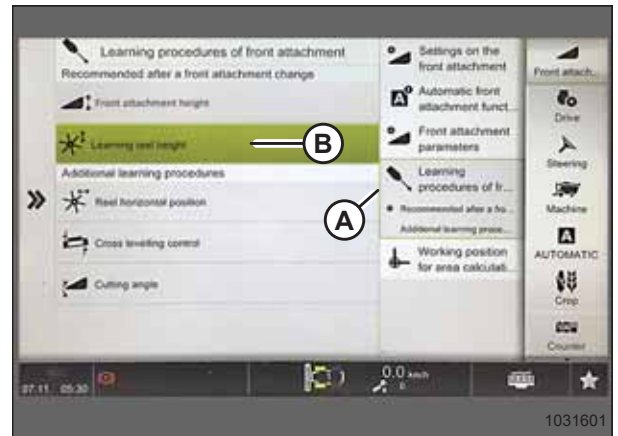 Learning procedures of front attachment
Recommended after a front attachment change
Front attachment height
Learning reel height
Additional learning procedures
Reel horizontal position
Cross levelling control
Cutting angle
B
A
Settings on the
front attachment
Automatic front
attachment funct...
Front attachment
parameters
Learning
procedures of fr...
Recommended after a fro...
Additional learning proce...
Working position
for area calculati...
Front attach...
Drive
Steering
Machine
A
AUTOMATIC
Crop
Counter
07.11. 05:30
0.0 km/h
0
1031601